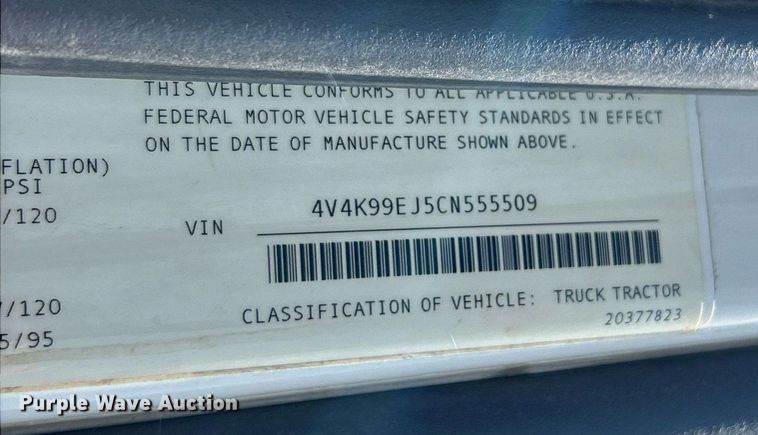 THIS VEHICLE CONFORMS TO ALL APPLICABLE U.S.A.
FEDERAL MOTOR VEHICLE SAFETY STANDARDS IN EFFECT
ON THE DATE OF MANUFACTURE SHOWN ABOVE.
FLATION)
PSI
/120
VIN 4V4K99EJ5CN555509
/120
5/95
CLASSIFICATION OF VEHICLE: TRUCK TRACTOR
20377823
Purple Wave Auction